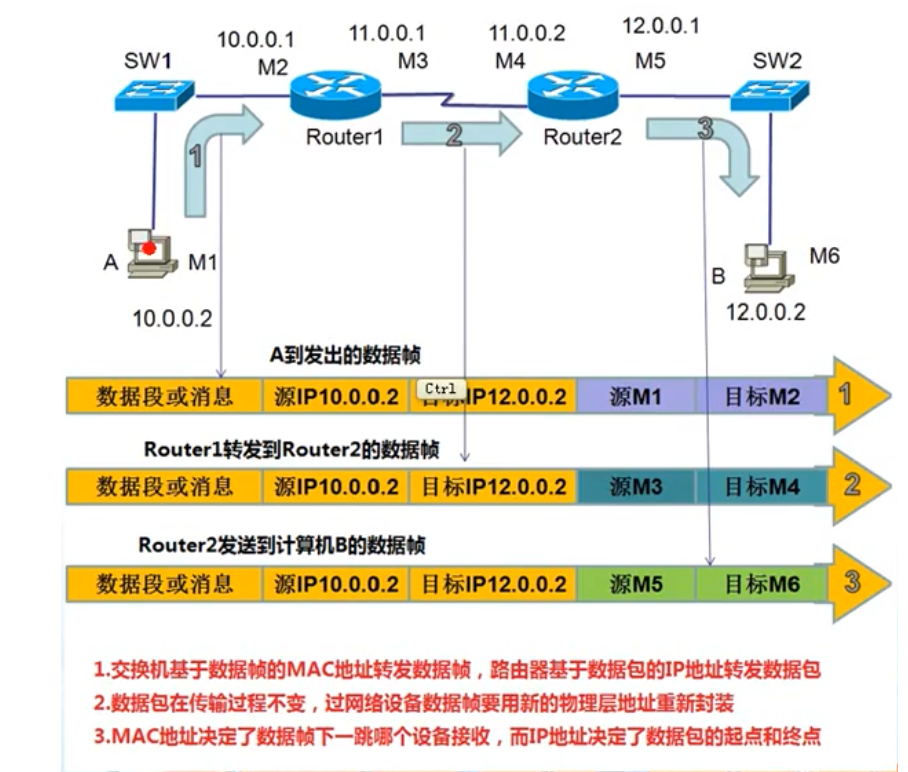 10.0.0.1 11.0.0.1 11.0.0.2 12.0.0.1
SW1 M2 M3 M4 M5 SW2
Router1 2 Router2 3
1
A M1 B M6
10.0.0.2 12.0.0.2
A到发出的数据帧
数据段或消息 源IP10.0.0.2 Ctrl 目标IP12.0.0.2 源M1 目标M2 1
Router1转发到Router2的数据帧
数据段或消息 源IP10.0.0.2 目标IP12.0.0.2 源M3 目标M4 2
Router2发送到计算机B的数据帧
数据段或消息 源IP10.0.0.2 目标IP12.0.0.2 源M5 目标M6 3
1.交换机基于数据帧的MAC地址转发数据帧，路由器基于数据包的IP地址转发数据包
2.数据包在传输过程不变，过网络设备数据帧要用新的物理层地址重新封装
3.MAC地址决定了数据帧下一跳哪个设备接收，而IP地址决定了数据包的起点和终点